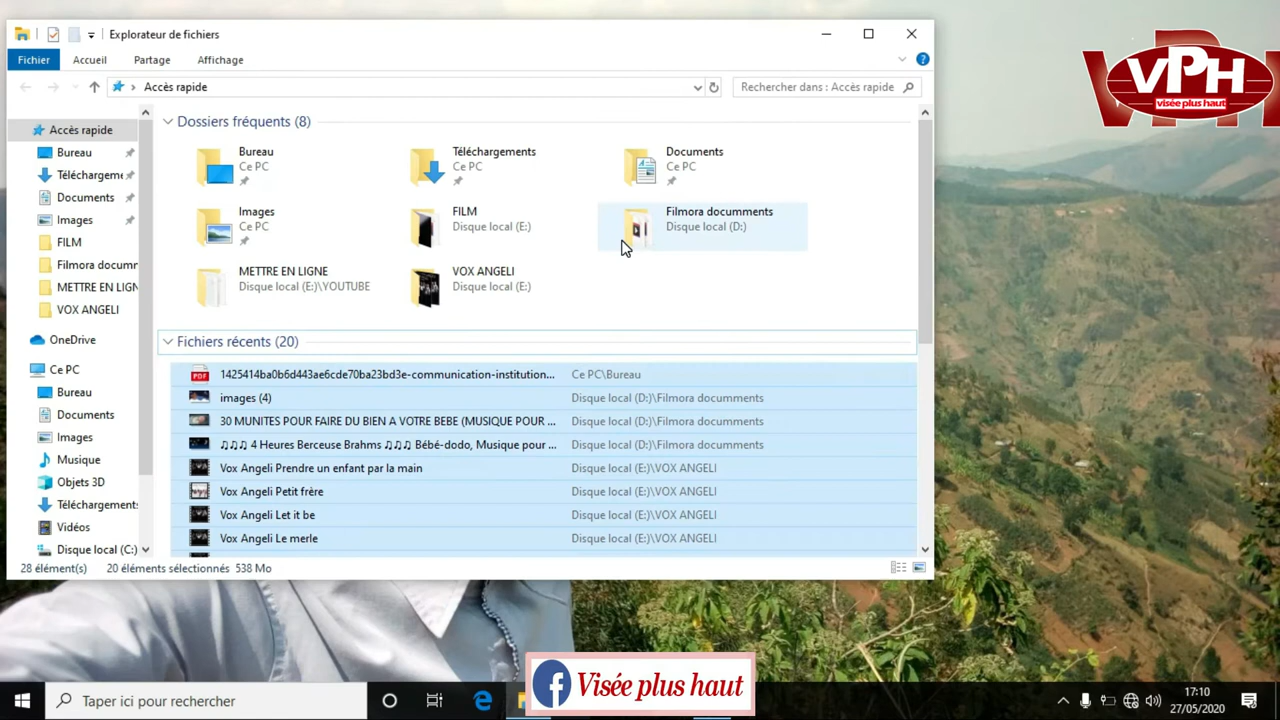 Explorateur de fichiers
Fichier Accueil Partage Affichage
Accès rapide
Rechercher dans : Accès rapide
Accès rapide
Bureau
Téléchargeme
Documents
Images
FILM
Filmora documr
METTRE EN LIGN
VOX ANGELI
OneDrive
Ce PC
Bureau
Documents
Images
Musique
Objets 3D
Téléchargements
Vidéos
Disque local (C:)
Dossiers fréquents (8)
Bureau
Ce PC
Téléchargements
Ce PC
Documents
Ce PC
Images
Ce PC
FILM
Disque local (E:)
Filmora documments
Disque local (D:)
METTRE EN LIGNE
Disque local (E:)\YOUTUBE
VOX ANGELI
Disque local (E:)
Fichiers récents (20)
1425414ba0b6d443ae6cde70ba23bd3e-communication-institution... Ce PC\Bureau
images (4) Disque local (D:)\Filmora documments
30 MUNITES POUR FAIRE DU BIEN A VOTRE BEBE (MUSIQUE POUR ... Disque local (D:)\Filmora documments
♫♫♫ 4 Heures Berceuse Brahms ♫♫♫ Bébé-dodo, Musique pour ... Disque local (D:)\Filmora documments
Vox Angeli Prendre un enfant par la main Disque local (E:)\VOX ANGELI
Vox Angeli Petit frère Disque local (E:)\VOX ANGELI
Vox Angeli Let it be Disque local (E:)\VOX ANGELI
Vox Angeli Le merle Disque local (E:)\VOX ANGELI
28 élément(s) 20 éléments sélectionnés 538 Mo
VPH
visée plus haut
Visée plus haut
Taper ici pour rechercher
17:10
27/05/2020